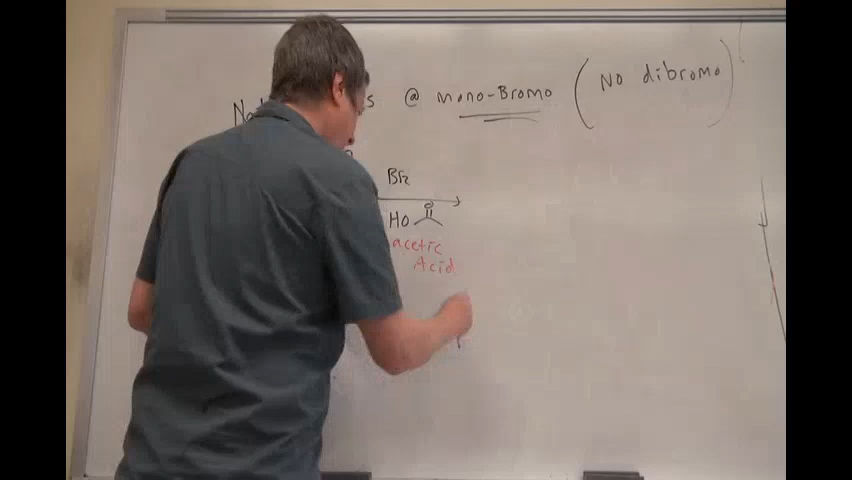 @ mono-Bromo (No dibromo)
Br₂
HO O
acetic
Acid